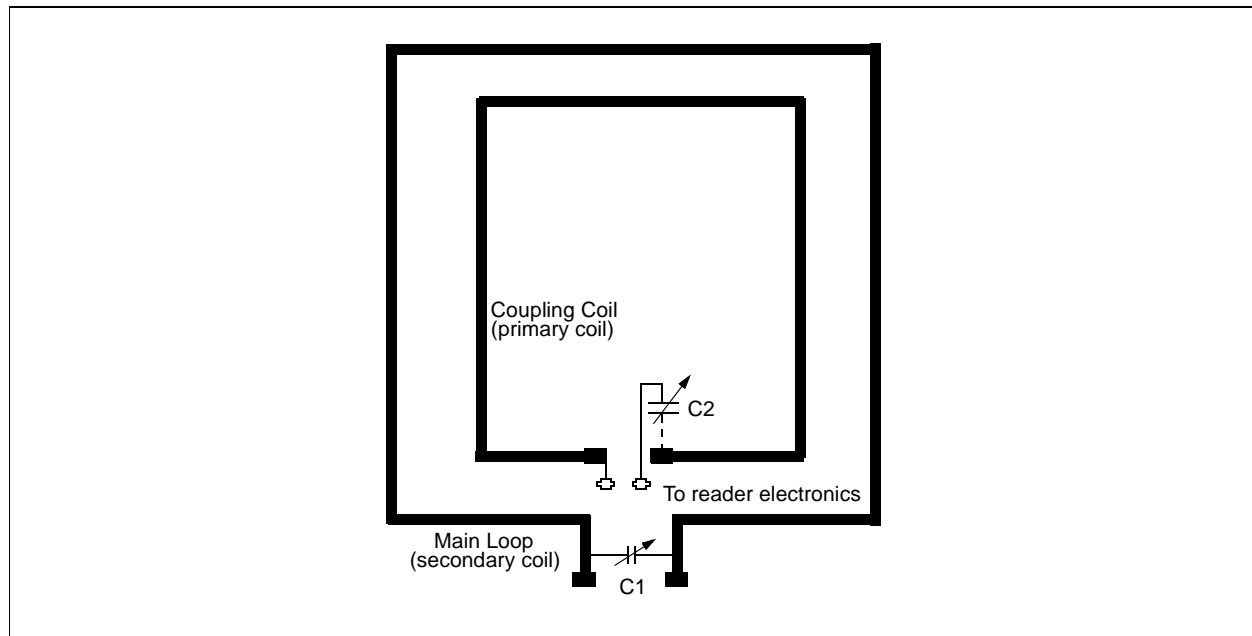 Coupling Coil
(primary coil)
C2
To reader electronics
Main Loop
(secondary coil)
C1